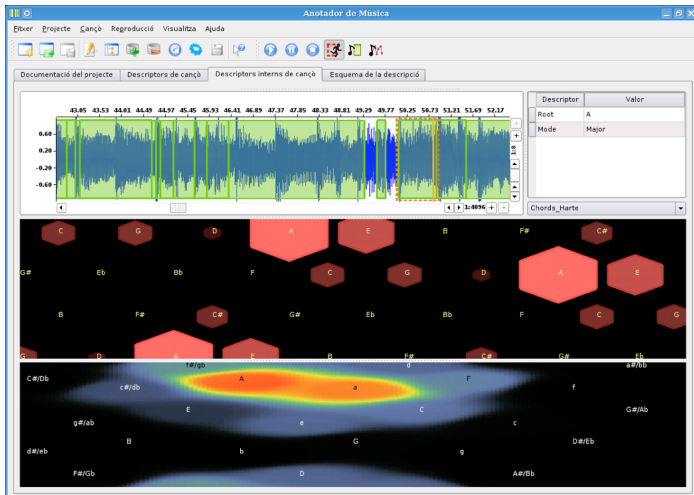 Anotador de Música
Fitxer Projecte Cançó Reproducció Visualitza Ajuda
Documentació del projecte Descriptors de cançó Descriptors interns de cançó Esquema de la descripció
43.05 43.53 44.01 44.49 44.97 45.45 45.93 46.41 46.89 47.37 47.85 48.33 48.81 49.29 49.77 50.25 50.73 51.21 51.69 52.17
0.60
0.20
-0.20
-0.60
1:8
1:4096 + -
Descriptor Valor
Root A
Mode Major
Chords_Harte
C G D A E B F# C#
G# Eb Bb F C G D A E
B F# C# G# Eb Bb F C G
G D A E B F# C# G# Eb
f#/gb d a#/bb
C#/Db A F
c#/db a f
E C G#/Ab
g#/ab e c
B G D#/Eb
d#/eb b g
F#/Gb D A#/Bb